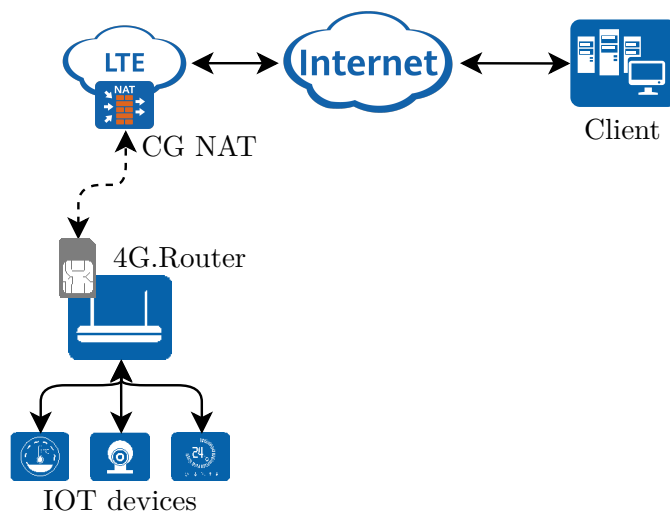 LTE
Internet
NAT
CG NAT
Client
4G.Router
24
IOT devices